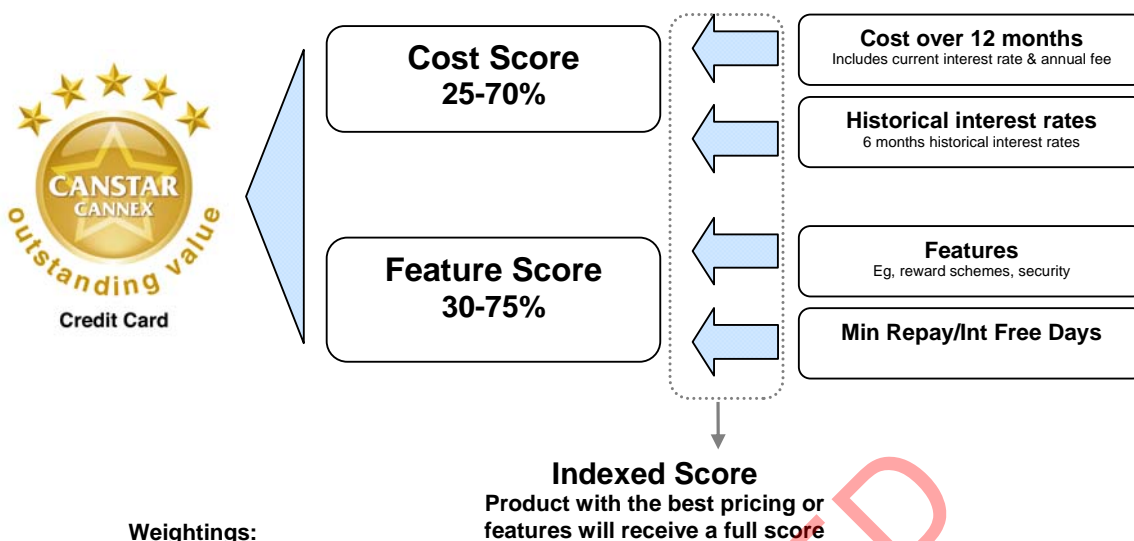 CANSTAR
CANNEX
outstanding value
Credit Card
Cost Score
25-70%
Feature Score
30-75%
Cost over 12 months
Includes current interest rate & annual fee
Historical interest rates
6 months historical interest rates
Features
Eg, reward schemes, security
Min Repay/Int Free Days
Indexed Score
Product with the best pricing or
features will receive a full score
Weightings: